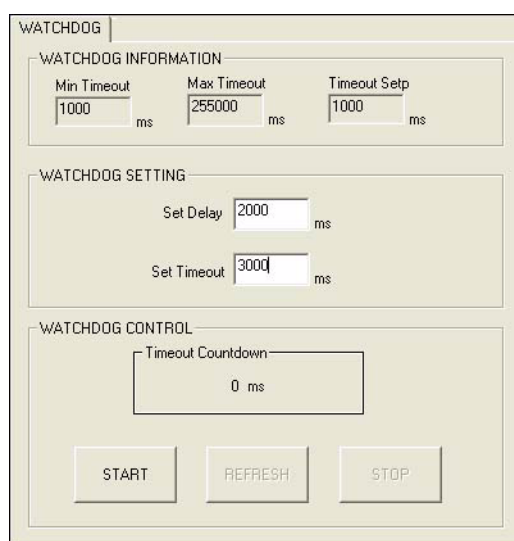 WATCHDOG
WATCHDOG INFORMATION
Min Timeout Max Timeout Timeout Setp
1000 ms 255000 ms 1000 ms
WATCHDOG SETTING
Set Delay 2000 ms
Set Timeout 3000 ms
WATCHDOG CONTROL
Timeout Countdown
0 ms
START REFRESH STOP